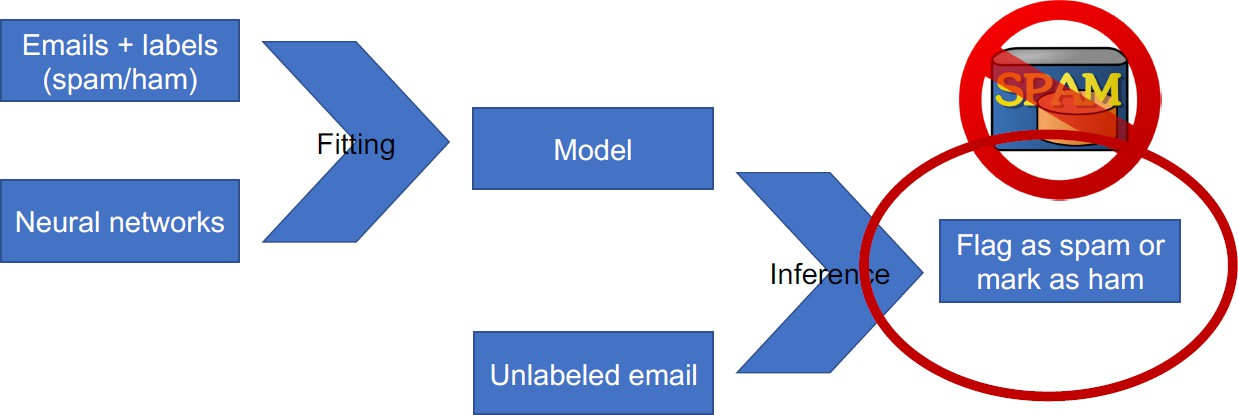 Emails + labels
(spam/ham)
Neural networks
Fitting
Model
Unlabeled email
Inference
SPAM
Flag as spam or
mark as ham